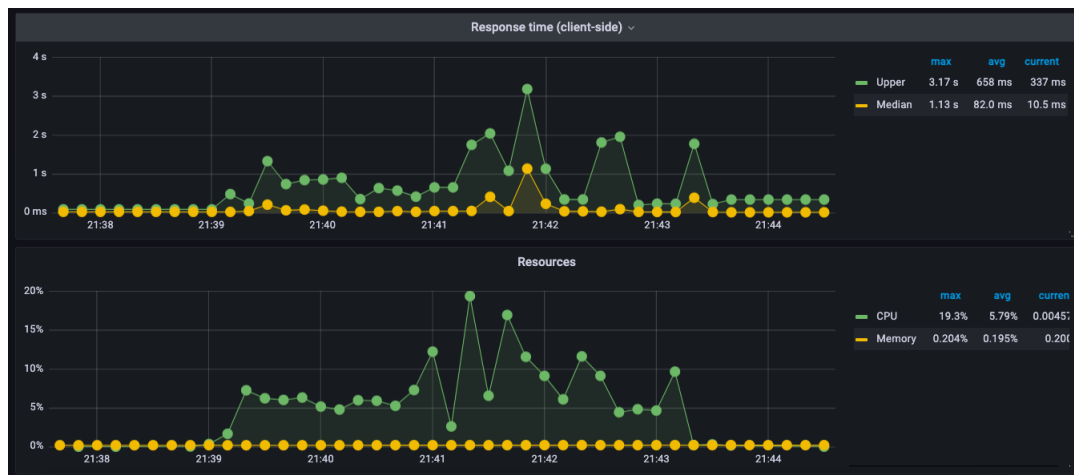 Response time (client-side)
4 s
3 s
2 s
1 s
0 ms
21:38 21:39 21:40 21:41 21:42 21:43 21:44
max avg current
Upper 3.17 s 658 ms 337 ms
Median 1.13 s 82.0 ms 10.5 ms
Resources
20%
15%
10%
5%
0%
21:38 21:39 21:40 21:41 21:42 21:43 21:44
max avg curren
CPU 19.3% 5.79% 0.00457
Memory 0.204% 0.195% 0.200